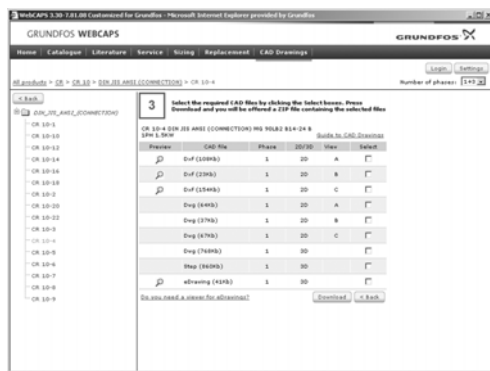 WebCAPS 3.30-7.01.08 Customized for Grundfos - Microsoft Internet Explorer provided by Grundfos
GRUNDFOS WEBCAPS
GRUNDFOS
Home Catalogue Literature Service Sizing Replacement CAD Drawings
Login Settings
All products > CR > CR 10 > DIN JIS ANSI (CONNECTION) > CR 10-4
Number of phases: 1+3
< Back
DIN_JIS_ANSI_(CONNECTION)
CR 10-1
CR 10-10
CR 10-12
CR 10-14
CR 10-16
CR 10-18
CR 10-2
CR 10-20
CR 10-22
CR 10-3
CR 10-4
CR 10-5
CR 10-6
CR 10-7
CR 10-8
CR 10-9
3
Select the required CAD files by clicking the Select boxes. Press
Download and you will be offered a ZIP file containing the selected files
CR 10-4 DIN JIS ANSI (CONNECTION) MG 90LB2 B14-24 B
1PH 1.5KW
Guide to CAD Drawings
Preview CAD file Phase 2D/3D View Select
Dxf (108Kb) 1 2D A
Dxf (23Kb) 1 2D B
Dxf (154Kb) 1 2D C
Dwg (64Kb) 1 2D A
Dwg (37Kb) 1 2D B
Dwg (67Kb) 1 2D C
Dwg (760Kb) 1 3D
Step (860Kb) 1 3D
eDrawing (41Kb) 1 3D
Do you need a viewer for eDrawings?
Download < Back